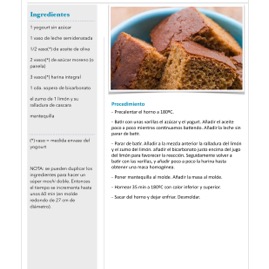 Ingredientes
1 yogurt sin azúcar
1 vaso de leche semidesnatada
1/2 vaso(*) de aceite de oliva
2 vasos(*) de azúcar moreno (o
panela)
3 vasos(*) harina integral
1 cda. supero de bicarbonato
el zumo de 1 limón y su
ralladura de cascara
mantequilla
(*) vaso = medida envase del
yogourt
NOTA: se pueden duplicar los
ingredientes para hacer un
super mochi doble. Entonces
el tiempo se incrementa hasta
unos 60 min (en molde
redondo de 27 cm de
diámetro).
Procedimiento
- Precalentar el horno a 180ºC.
- Batir con unas varillas el azúcar y el yogurt. Añadir el aceite
poco a poco mientras continuamos batiendo. Añadir la leche sin
parar de batir.
- Parar de batir. Añadir a la mezcla anterior la ralladura del limón
y el zumo del limón. añadir el bicarbonato justo encima del jugo
del limón para favorecer la reacción. Seguidamente volver a
batir con las varillas, y añadir poco a poco la harina hasta
obtener una masa homogénea.
- Poner mantequilla al molde. Añadir la masa al molde.
- Hornear 35 min a 180ºC con calor inferior y superior.
- Sacar del horno y dejar enfriar. Desmoldar.